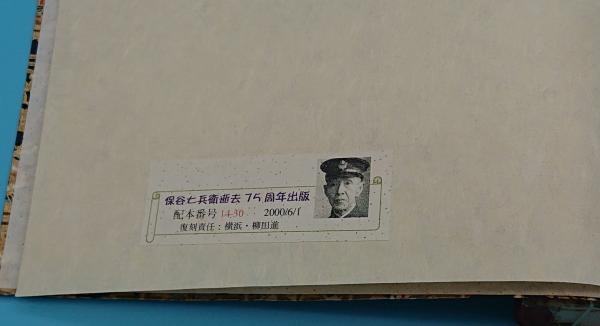 保谷七兵衛逝去 75 周年出版
配本番号 14-30 2000/6/1
復刻責任：横浜・柳田進